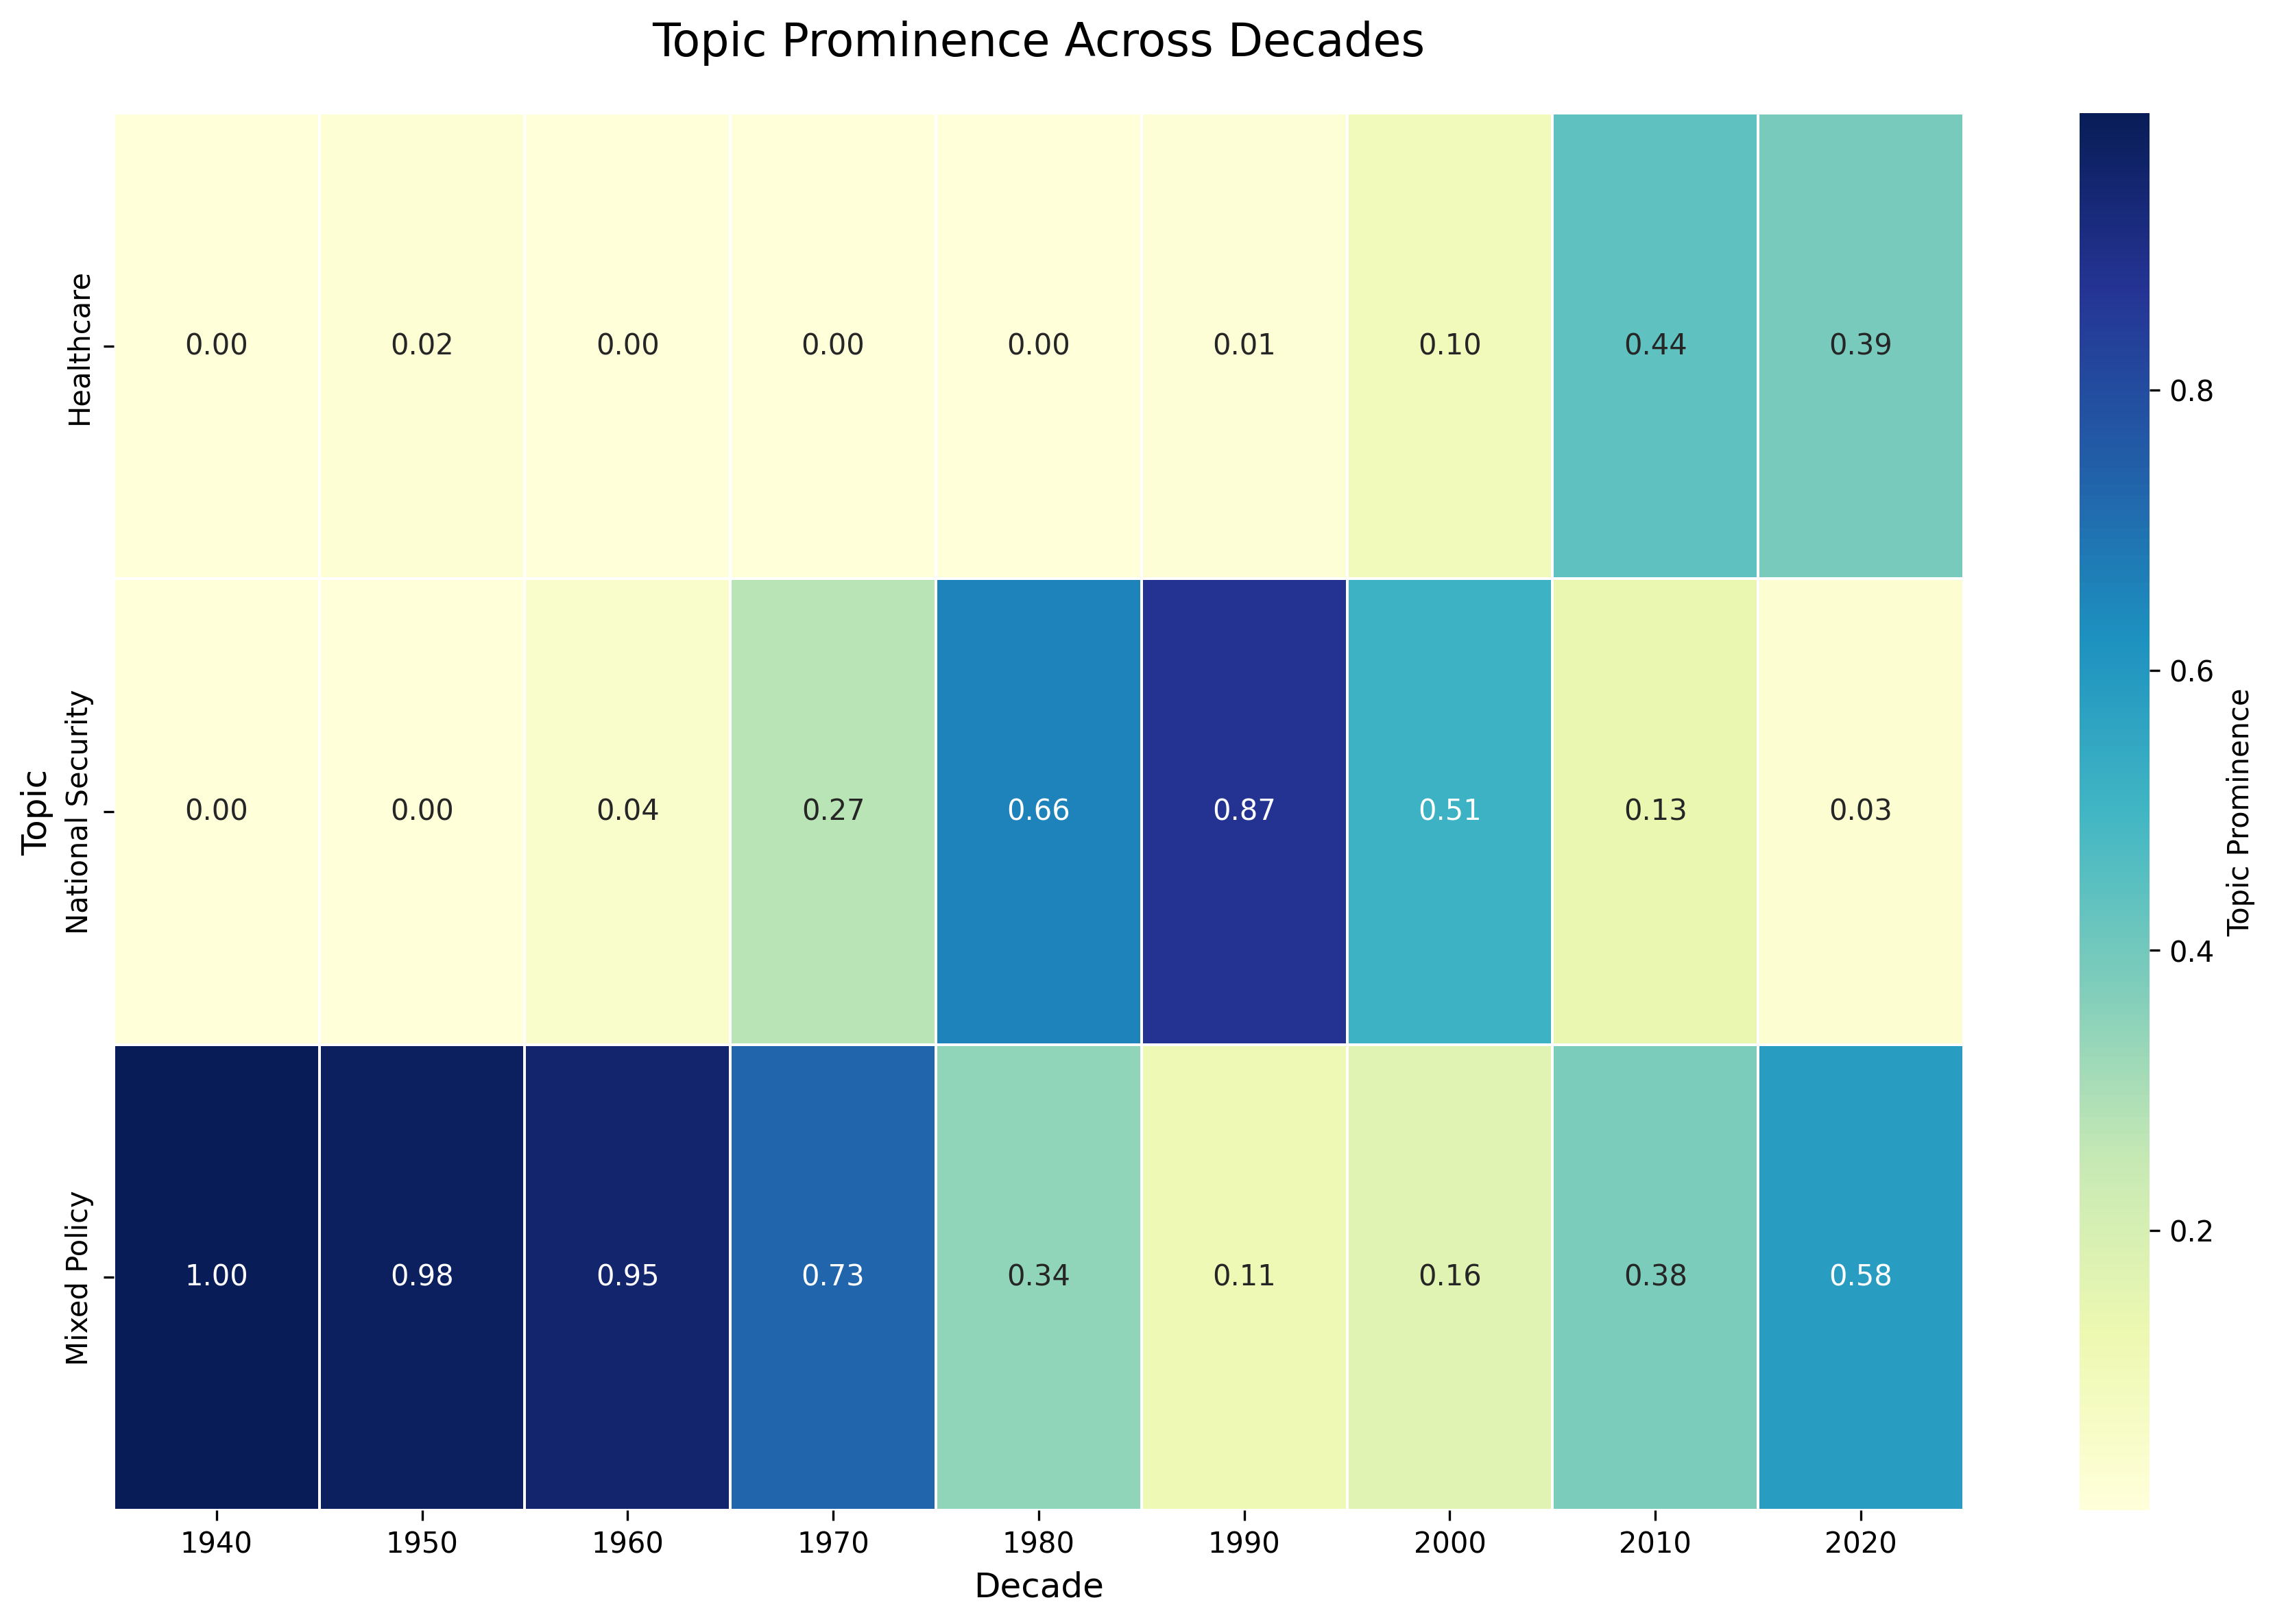 Topic Prominence Across Decades
Topic
Healthcare
0.00 0.02 0.00 0.00 0.00 0.01 0.10 0.44 0.39
National Security
0.00 0.00 0.04 0.27 0.66 0.87 0.51 0.13 0.03
Mixed Policy
1.00 0.98 0.95 0.73 0.34 0.11 0.16 0.38 0.58
1940 1950 1960 1970 1980 1990 2000 2010 2020
Decade
0.8
0.6
0.4
0.2
Topic Prominence